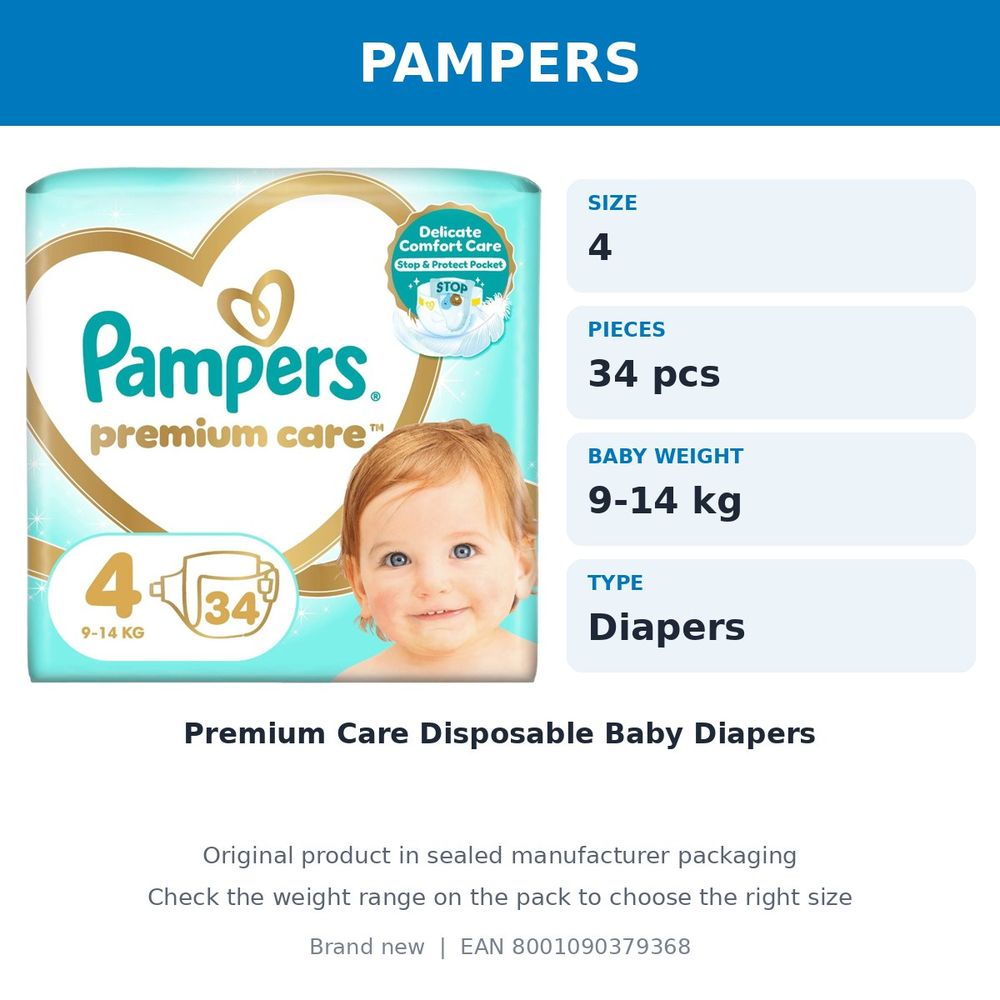 PAMPERS
Delicate
Comfort Care
Stop & Protect Pocket
STOP
Pampers®
premium care™
4
34
9-14 KG
SIZE
4
PIECES
34 pcs
BABY WEIGHT
9-14 kg
TYPE
Diapers
Premium Care Disposable Baby Diapers
Original product in sealed manufacturer packaging
Check the weight range on the pack to choose the right size
Brand new | EAN 8001090379368